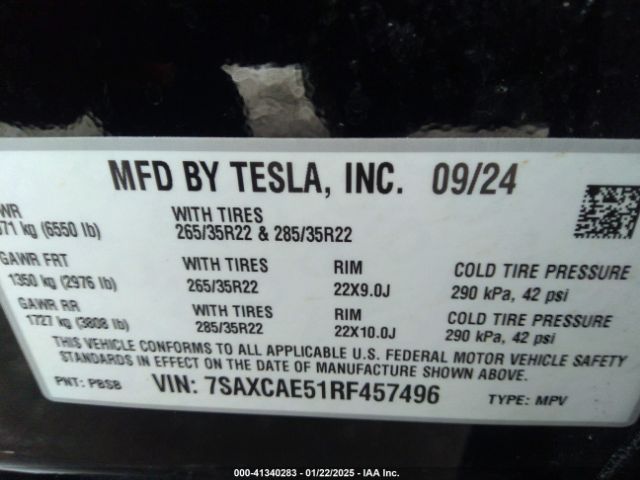 MFD BY TESLA, INC. 09/24
WITH TIRES
kg (6550 lb) 265/35R22 & 285/35R22
GAWR FRT WITH TIRES RIM COLD TIRE PRESSURE
1350 kg (2976 lb) 265/35R22 22X9.0J 290 kPa, 42 psi
GAWR RR WITH TIRES RIM COLD TIRE PRESSURE
1727 kg (3808 lb) 285/35R22 22X10.0J 290 kPa, 42 psi
THIS VEHICLE CONFORMS TO ALL APPLICABLE U.S. FEDERAL MOTOR VEHICLE SAFETY
STANDARDS IN EFFECT ON THE DATE OF MANUFACTURE SHOWN ABOVE.
PNT: PBSB VIN: 7SAXCAE51RF457496 TYPE: MPV
000-41340283 - 01/22/2025 - IAA Inc.